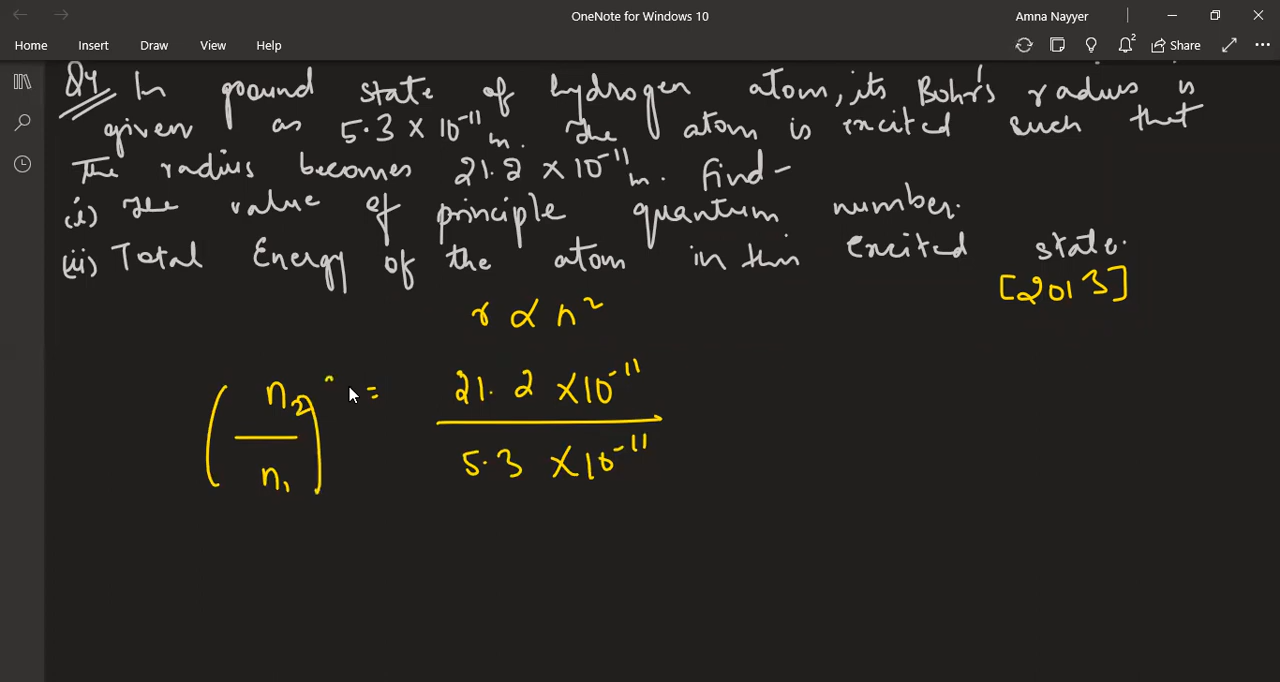 OneNote for Windows 10
Amna Nayyer
Home Insert Draw View Help
2 Share
Q4 In ground state of hydrogen atom, its Bohr's radius is
given as 5.3 × 10⁻¹¹ m. The atom is excited such that
The radius becomes 21.2 × 10⁻¹¹ m. find-
(i) the value of principle quantum number.
(ii) Total Energy of the atom in this excited state.
[2013]
r ∝ n²
(n₂/n₁)² = 21.2 × 10⁻¹¹ / 5.3 × 10⁻¹¹